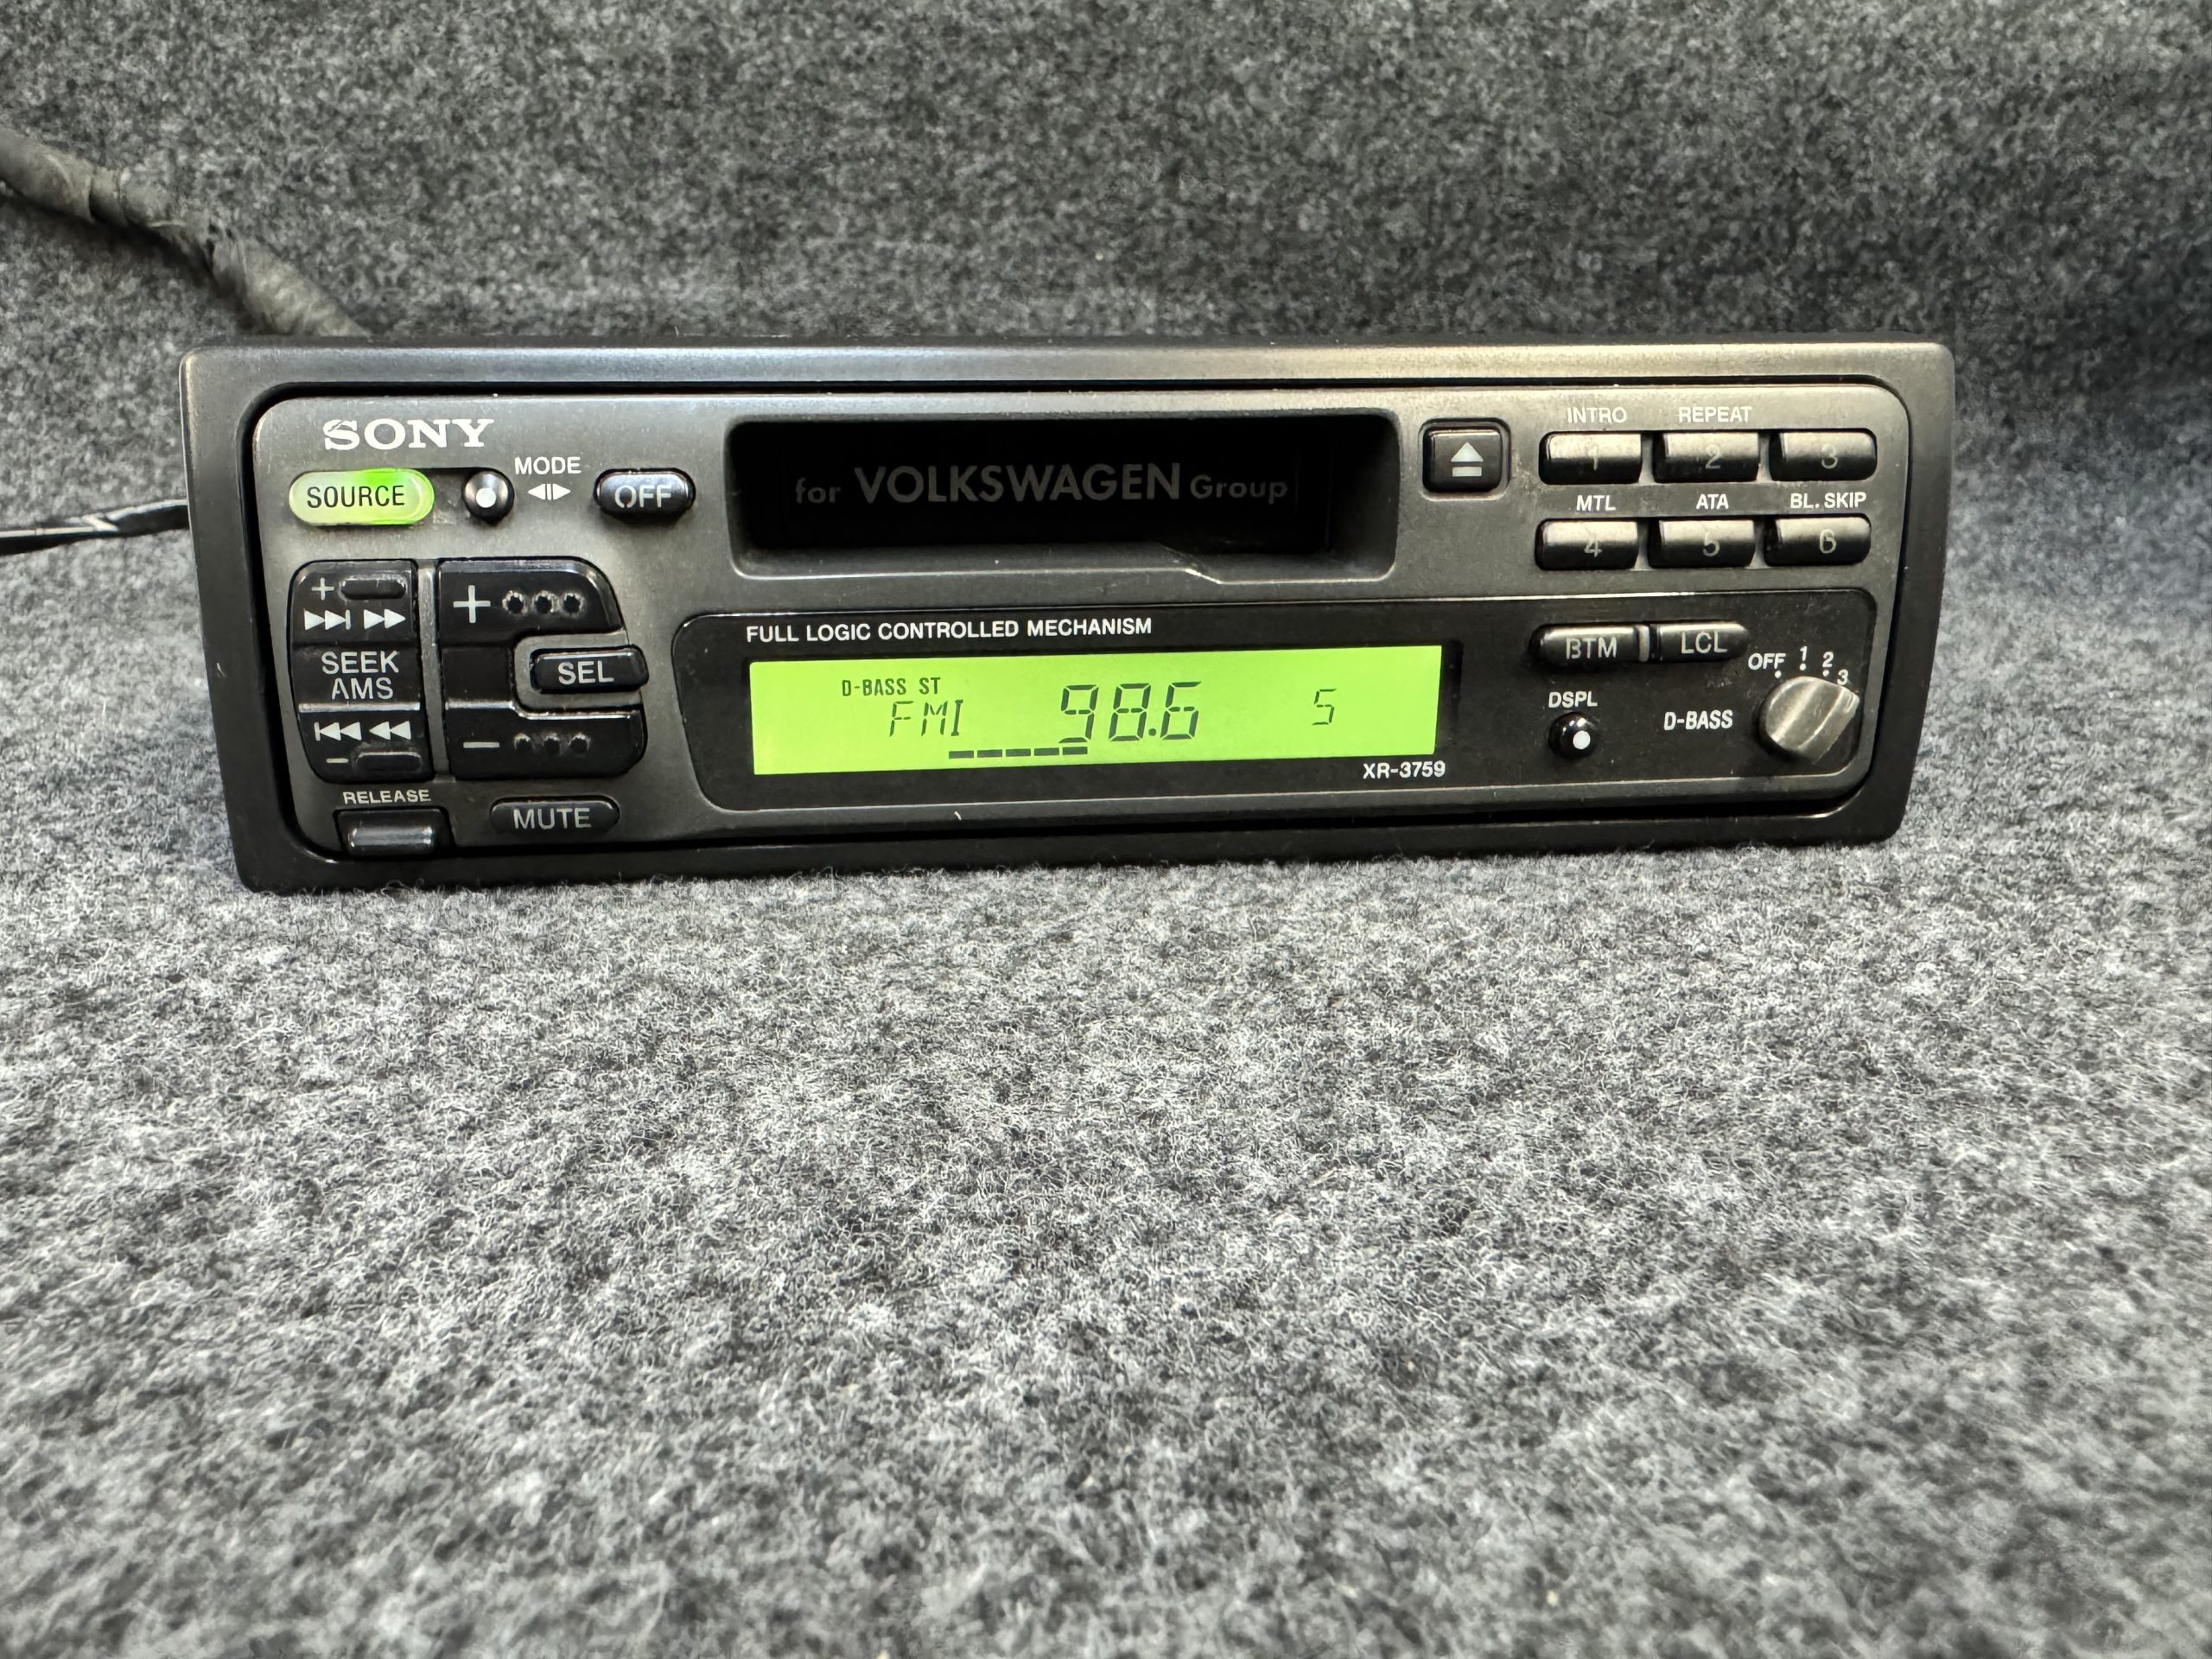 SONY
SOURCE
MODE
OFF
for VOLKSWAGEN Group
INTRO REPEAT
1 2 3
MTL ATA BL. SKIP
4 5 6
+
SEEK
AMS
−
+
SEL
−
RELEASE
MUTE
FULL LOGIC CONTROLLED MECHANISM
D-BASS ST
FM1 98.6 5
XR-3759
BTM LCL
DSPL
D-BASS
OFF 1 2 3